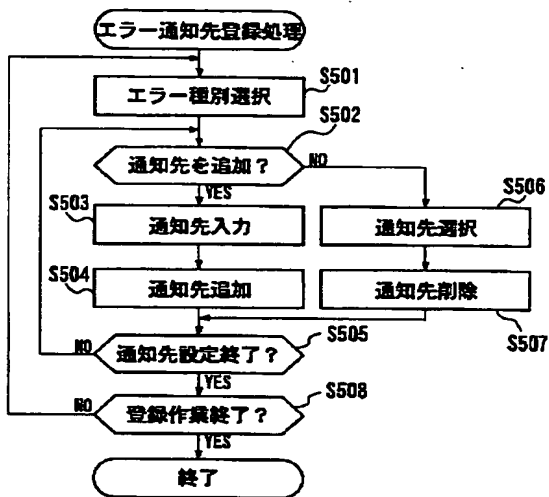 エラー通知先登録処理
S501
エラー種別選択
S502
通知先を追加？
NO
YES
S503
通知先入力
S506
通知先選択
S504
通知先追加
通知先削除
S507
S505
通知先設定終了？
NO
YES
S508
登録作業終了？
NO
YES
終了